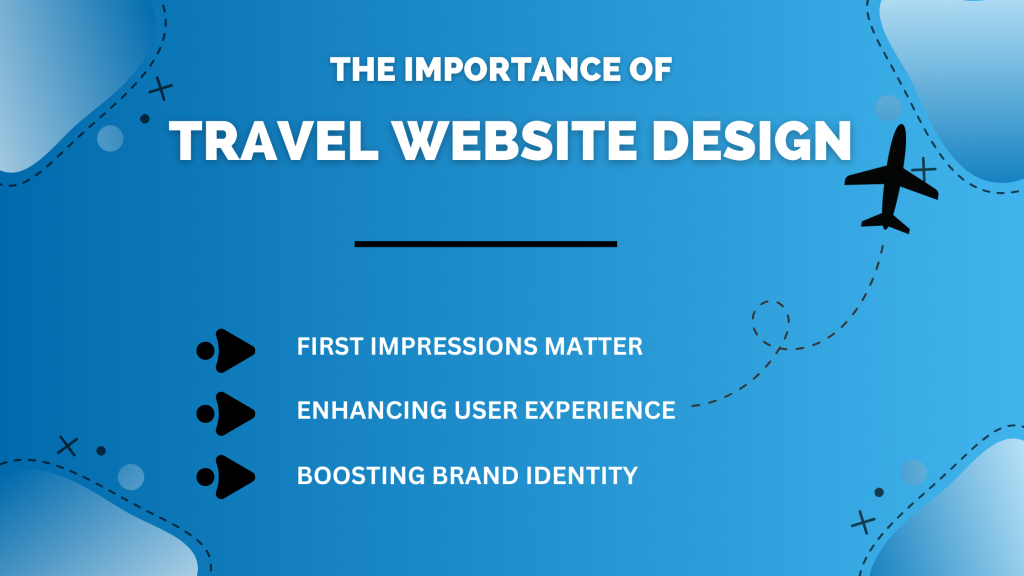 THE IMPORTANCE OF
TRAVEL WEBSITE DESIGN
FIRST IMPRESSIONS MATTER
ENHANCING USER EXPERIENCE
BOOSTING BRAND IDENTITY